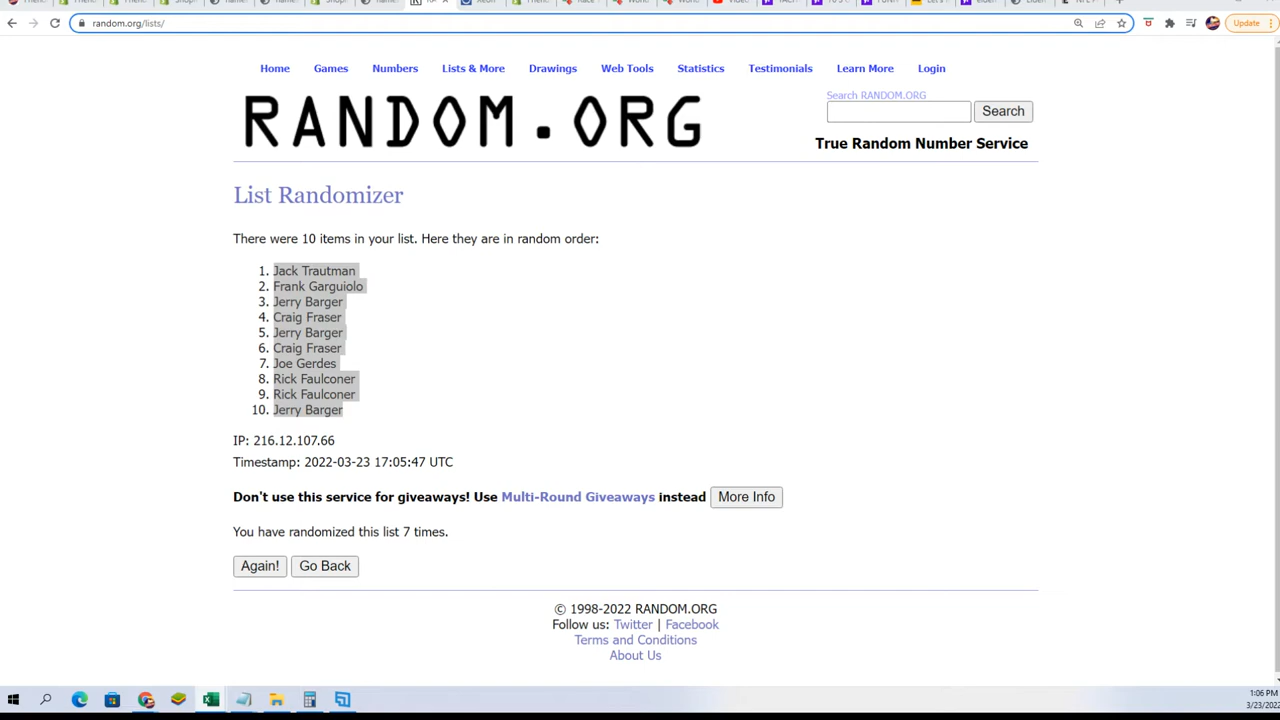 random.org/lists/
Update
Home Games Numbers Lists & More Drawings Web Tools Statistics Testimonials Learn More Login
RANDOM.ORG
Search RANDOM.ORG
Search
True Random Number Service
List Randomizer
There were 10 items in your list. Here they are in random order:
1. Jack Trautman
2. Frank Garguiolo
3. Jerry Barger
4. Craig Fraser
5. Jerry Barger
6. Craig Fraser
7. Joe Gerdes
8. Rick Faulconer
9. Rick Faulconer
10. Jerry Barger
IP: 216.12.107.66
Timestamp: 2022-03-23 17:05:47 UTC
Don't use this service for giveaways! Use Multi-Round Giveaways instead More Info
You have randomized this list 7 times.
Again! Go Back
© 1998-2022 RANDOM.ORG
Follow us: Twitter | Facebook
Terms and Conditions
About Us
1:06 PM
3/23/202